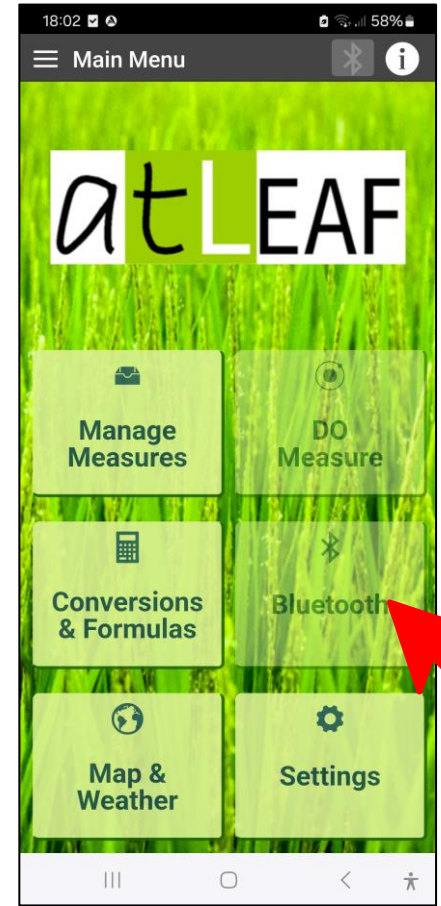 18:02 58%
Main Menu
i
atLEAF
Manage
Measures
DO
Measure
Conversions
& Formulas
Bluetooth
Map &
Weather
Settings